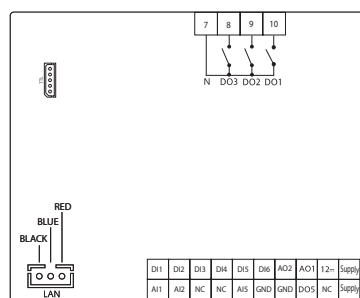 7 8 9 10
N DO3 DO2 DO1
RED
BLUE
BLACK
LAN
DI1 DI2 DI3 DI4 DI5 DI6 AO2 AO1 12= Supply
AI1 AI2 NC NC AI5 GND GND DO5 NC Supply